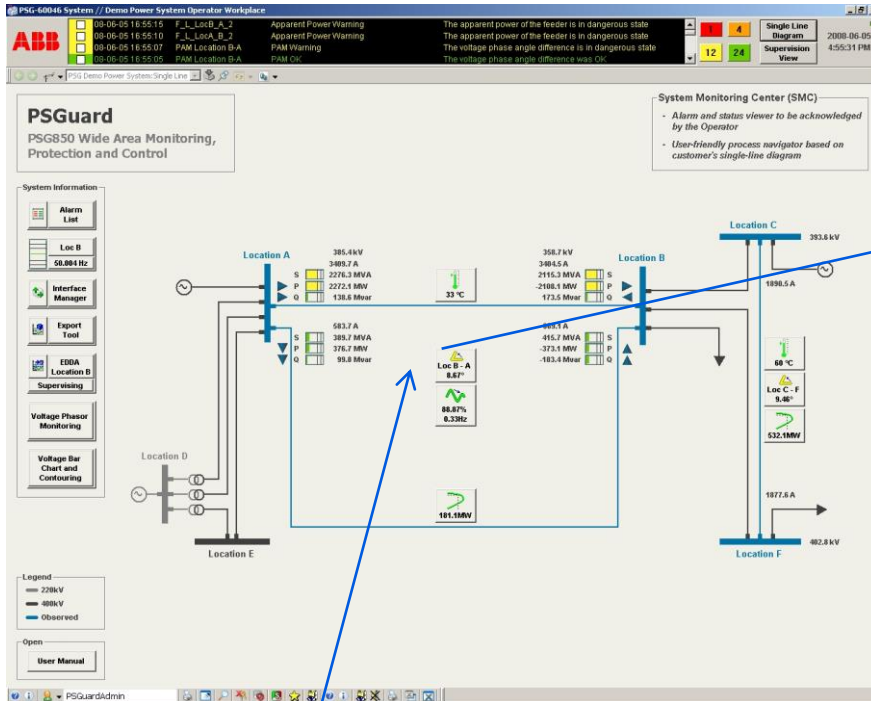 PSG-60046 System // Demo Power System Operator Workplace
ABB
08-06-05 16:55:15 F_L_LocB_A_2 Apparent Power Warning The apparent power of the feeder is in dangerous state
08-06-05 16:55:10 F_L_LocA_B_2 Apparent Power Warning The apparent power of the feeder is in dangerous state
08-06-05 16:55:07 PAM Location B-A PAM Warning The voltage phase angle difference is in dangerous state
08-06-05 16:55:05 PAM Location B-A PAM OK The voltage phase angle difference was OK
1 4
12 24
Single Line Diagram
Supervision View
2008-06-05
4:55:31 PM
PSG Demo Power System:Single Line
PSGuard
PSG850 Wide Area Monitoring,
Protection and Control
System Monitoring Center (SMC)
- Alarm and status viewer to be acknowledged
by the Operator
- User-friendly process navigator based on
customer's single-line diagram
System Information
Alarm List
Loc B
50.004 Hz
Interface Manager
Export Tool
EDDA Location B
Supervising
Voltage Phasor Monitoring
Voltage Bar Chart and Contouring
Location A
385.4 kV
3409.7 A
S 2276.3 MVA
P 2272.1 MW
Q 138.6 Mvar
583.7 A
S 389.7 MVA
P 376.7 MW
Q 99.8 Mvar
33 °C
Loc B - A
8.67°
88.87%
0.33Hz
181.1MW
358.7 kV
3404.5 A
2115.3 MVA S
-2108.1 MW P
173.5 Mvar Q
415.7 MVA S
-373.1 MW P
-183.4 Mvar Q
Location B
Location C
393.6 kV
1890.5 A
60 °C
Loc C - F
9.46°
532.1MW
1877.6 A
402.8 kV
Location F
Location D
Location E
Legend
220kV
400kV
Observed
Open
User Manual
PSGuardAdmin